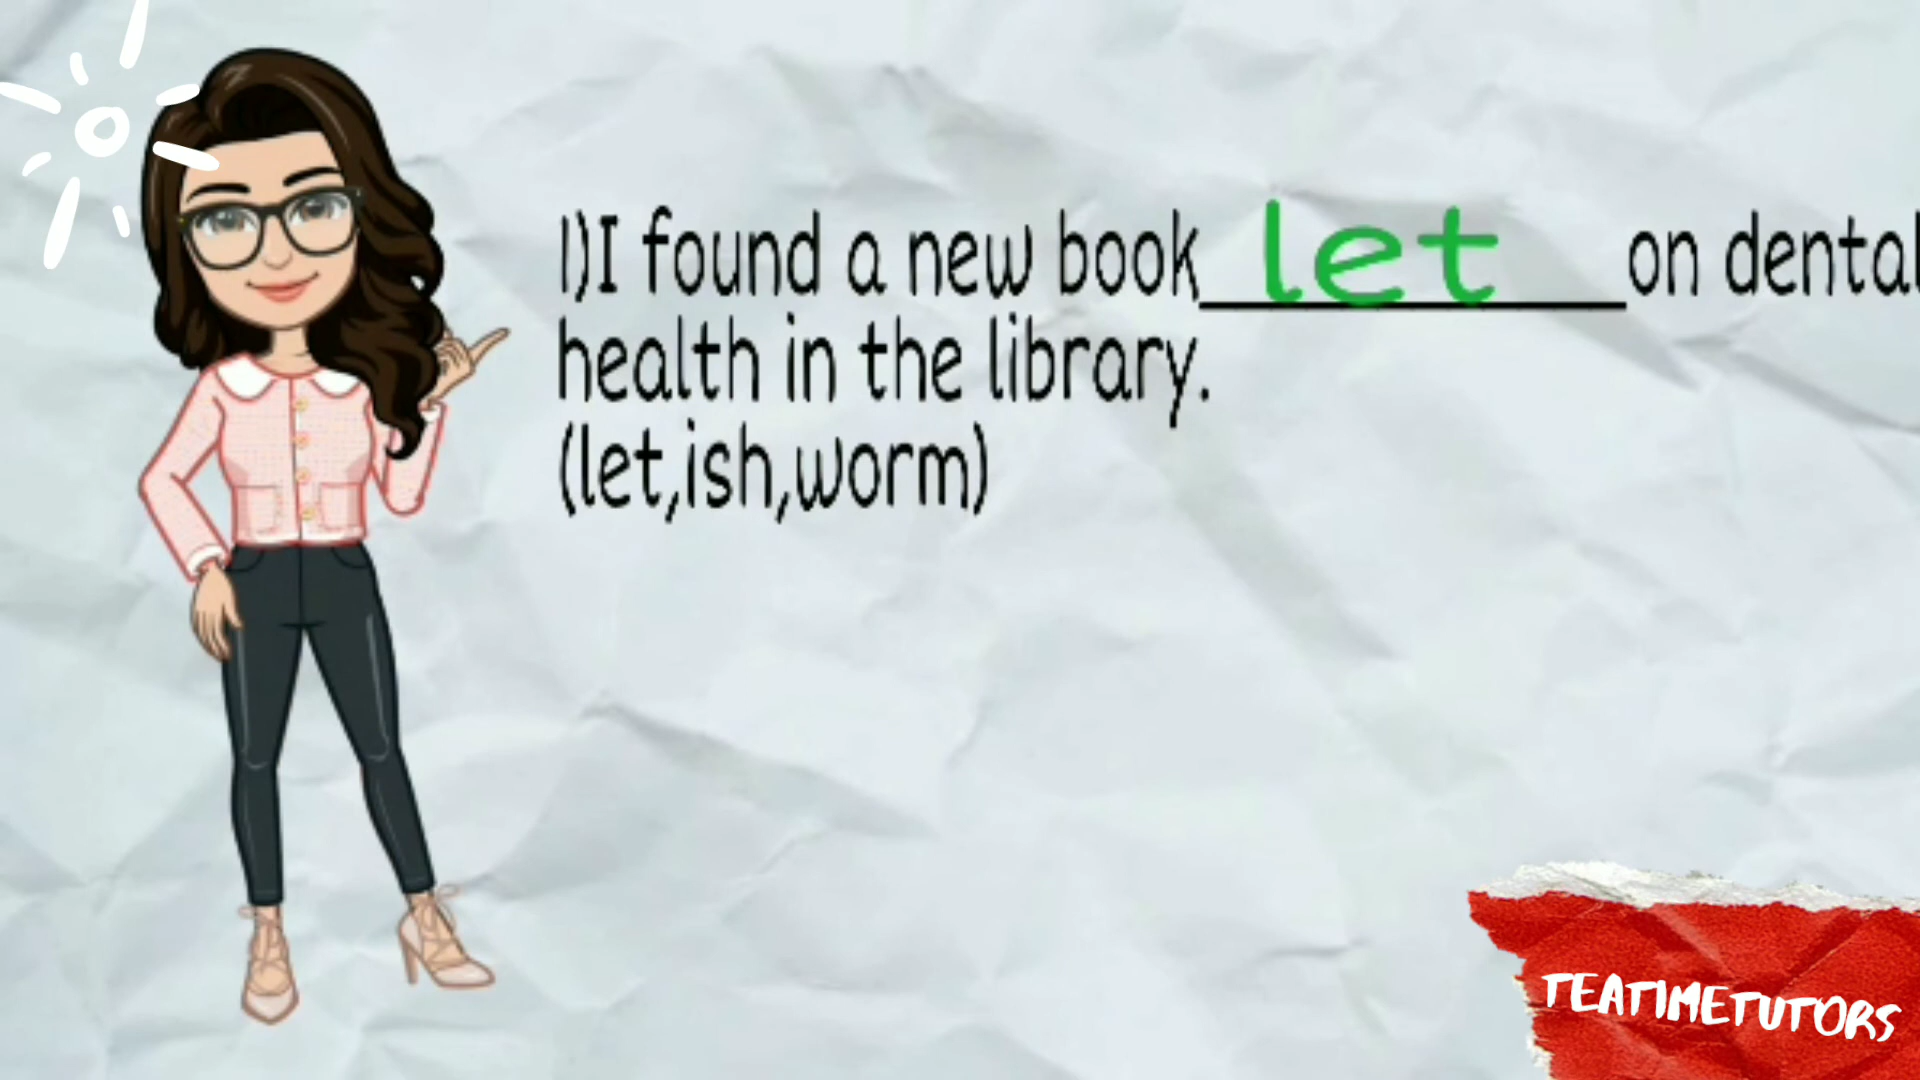 1)I found a new book let on dental
health in the library.
(let,ish,worm)
TEATIMETUTORS